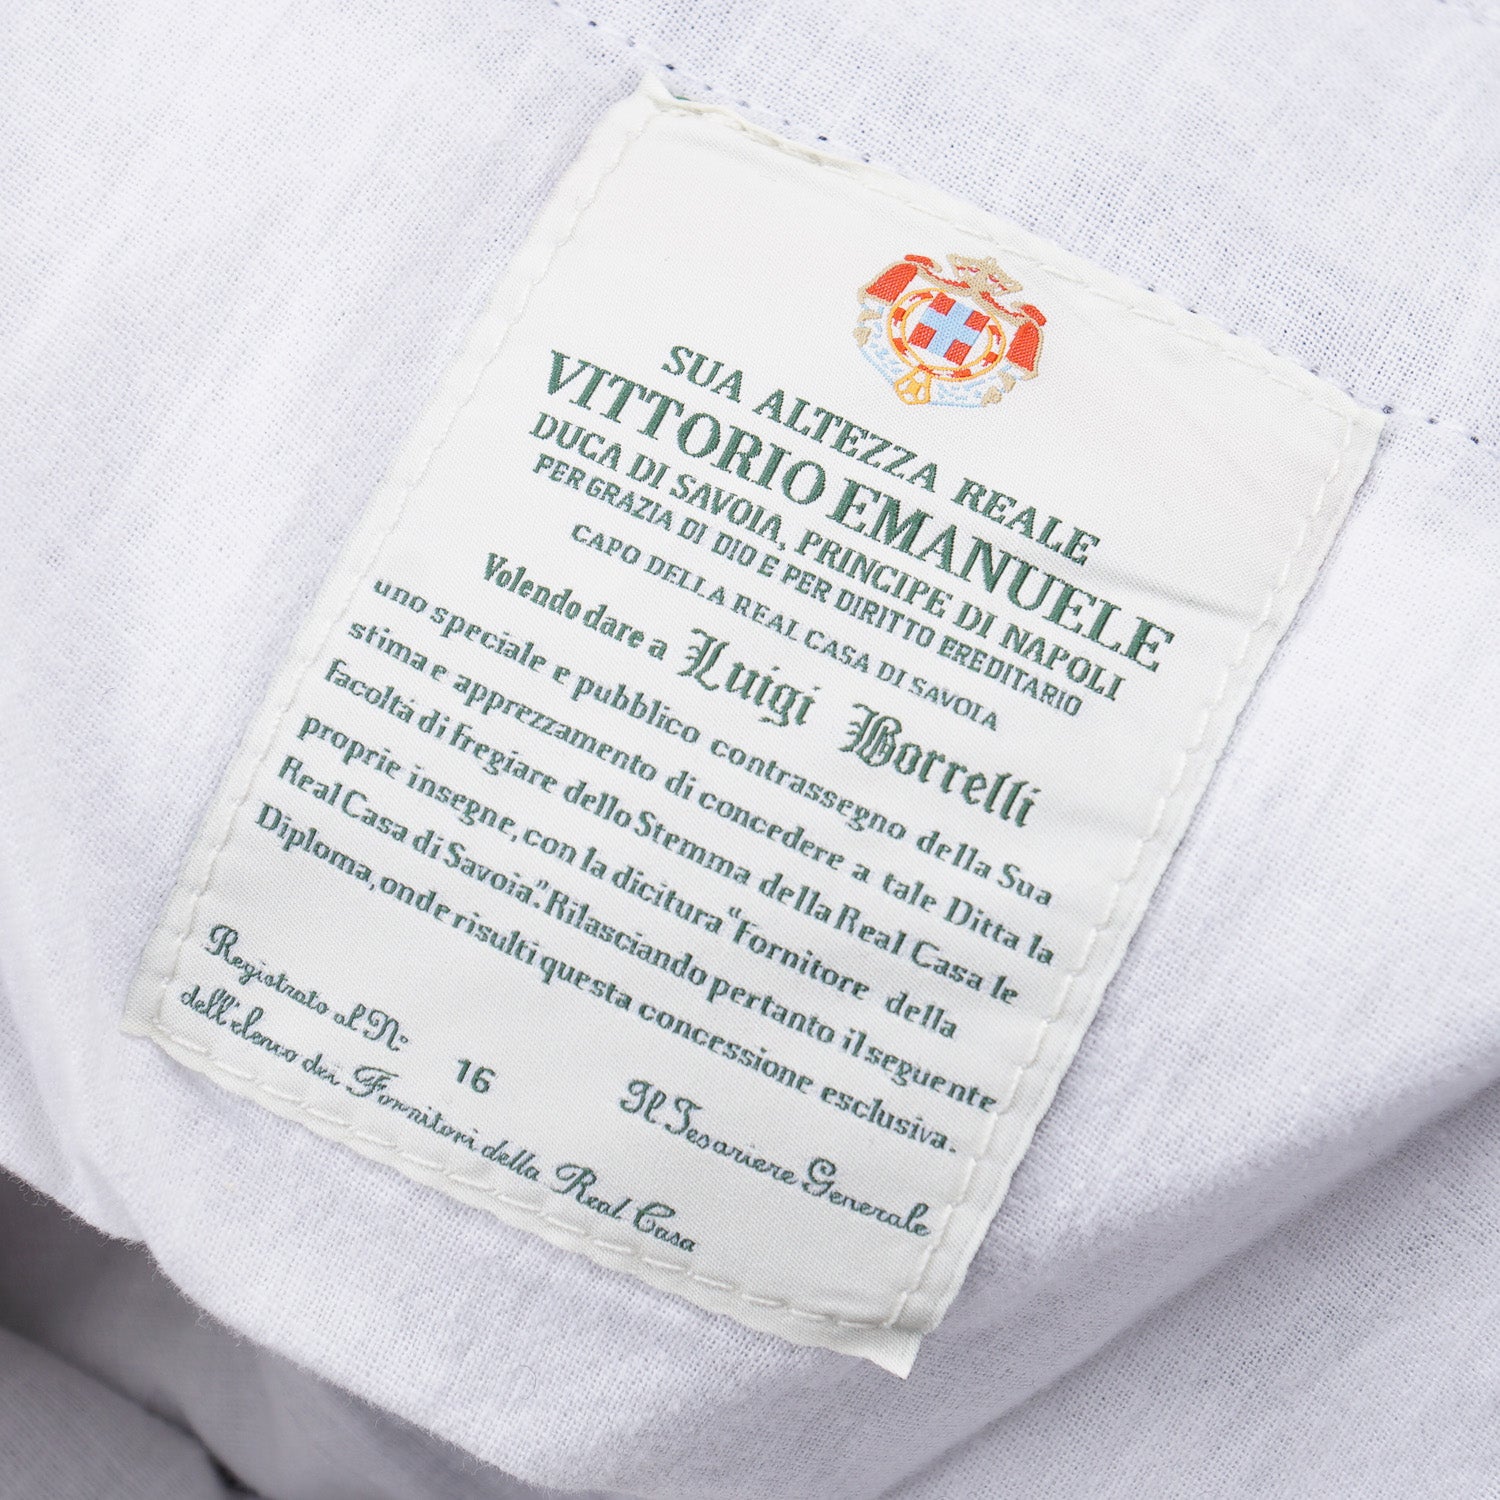 SUA ALTEZZA REALE
VITTORIO EMANUELE
DUCA DI SAVOIA, PRINCIPE DI NAPOLI
PER GRAZIA DI DIO E PER DIRITTO EREDITARIO
CAPO DELLA REAL CASA DI SAVOIA
Volendo dare a Luigi Borrelli
uno speciale e pubblico contrassegno della Sua
stima e apprezzamento di concedere a tale Ditta la
facoltá di fregiare dello Stemma della Real Casa le
proprie insegne, con la dicitura "Fornitore della
Real Casa di Savoia". Rilasciando pertanto il seguente
Diploma, onde risulti questa concessione esclusiva.
Registrato al N° 16
dell'elenco dei Fornitori della Real Casa
Il Tesoriere Generale